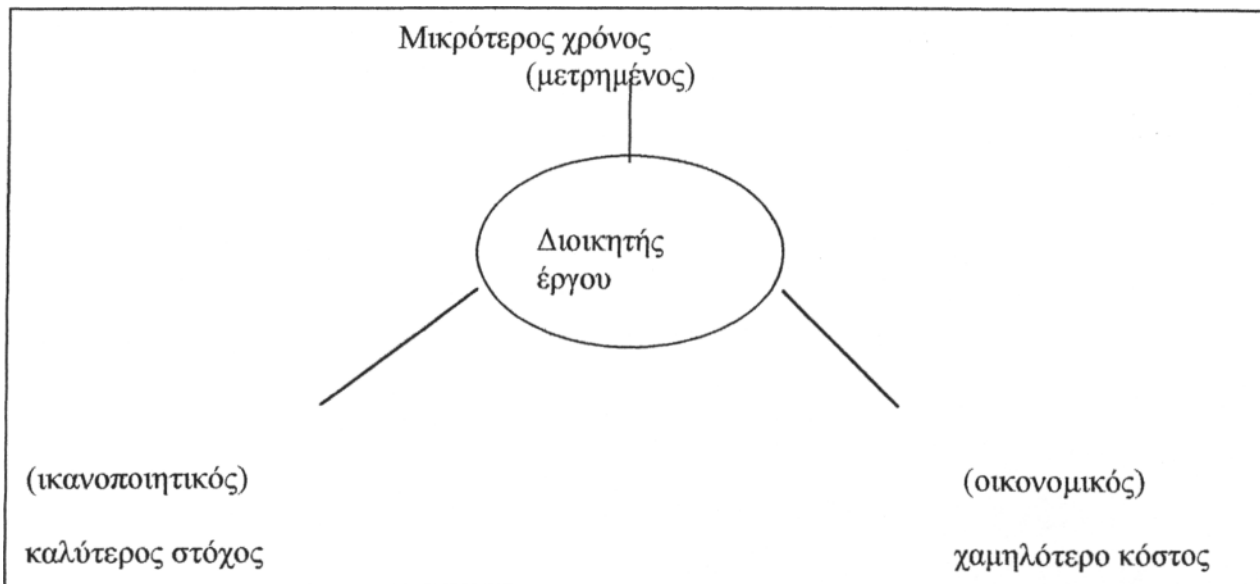 Μικρότερος χρόνος
(μετρημένος)
Διοικητής
έργου
(ικανοποιητικός)
(οικονομικός)
καλύτερος στόχος
χαμηλότερο κόστος